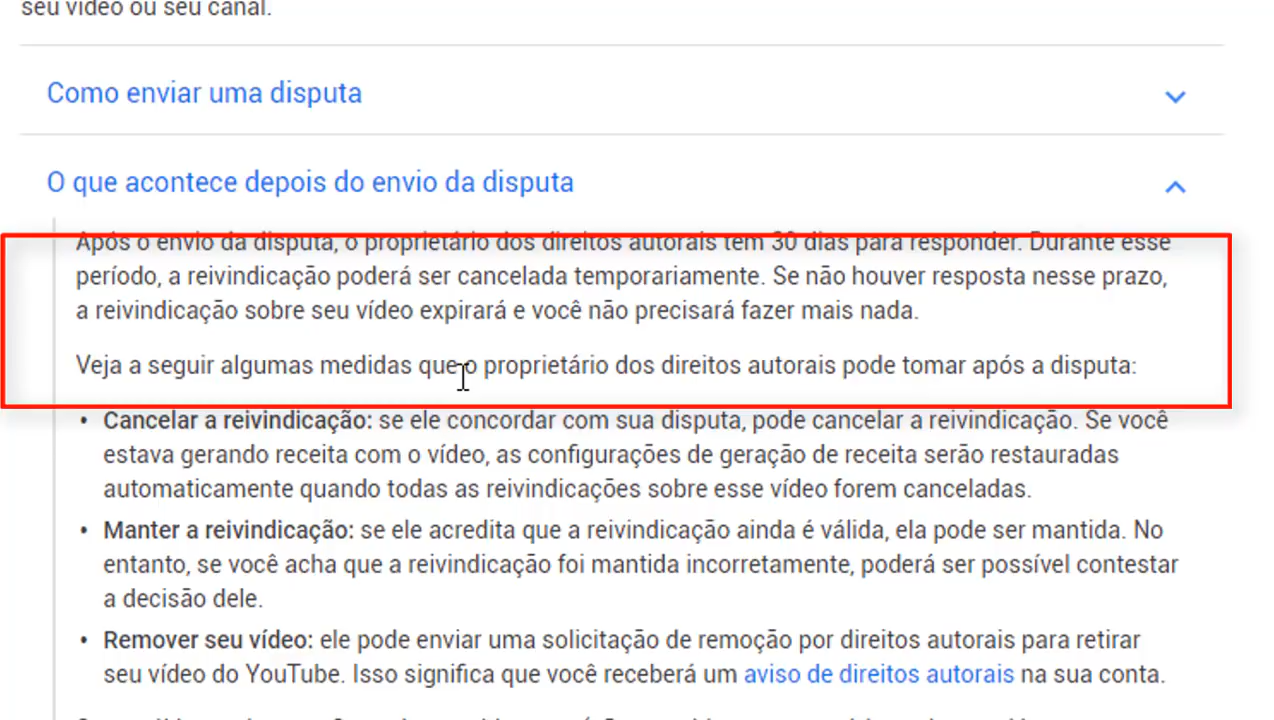 seu vídeo ou seu canal.
Como enviar uma disputa
O que acontece depois do envio da disputa
Após o envio da disputa, o proprietário dos direitos autorais tem 30 dias para responder. Durante esse
período, a reivindicação poderá ser cancelada temporariamente. Se não houver resposta nesse prazo,
a reivindicação sobre seu vídeo expirará e você não precisará fazer mais nada.
Veja a seguir algumas medidas que o proprietário dos direitos autorais pode tomar após a disputa:
• Cancelar a reivindicação: se ele concordar com sua disputa, pode cancelar a reivindicação. Se você
estava gerando receita com o vídeo, as configurações de geração de receita serão restauradas
automaticamente quando todas as reivindicações sobre esse vídeo forem canceladas.
• Manter a reivindicação: se ele acredita que a reivindicação ainda é válida, ela pode ser mantida. No
entanto, se você acha que a reivindicação foi mantida incorretamente, poderá ser possível contestar
a decisão dele.
• Remover seu vídeo: ele pode enviar uma solicitação de remoção por direitos autorais para retirar
seu vídeo do YouTube. Isso significa que você receberá um aviso de direitos autorais na sua conta.